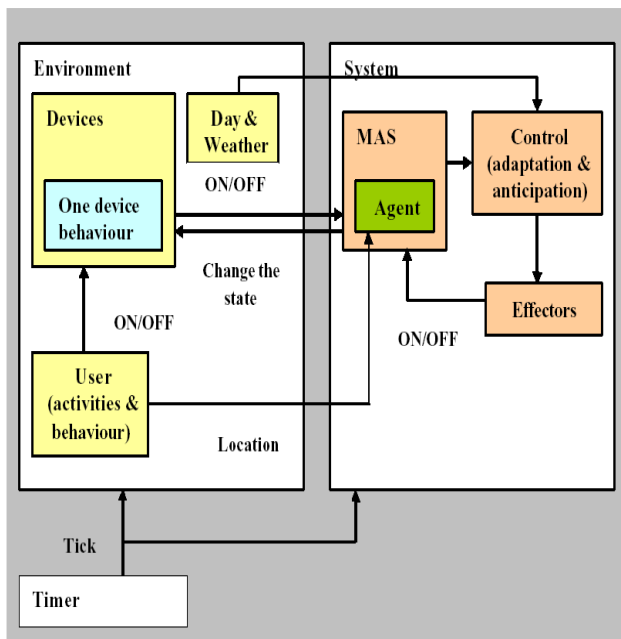 Environment
Devices
One device
behaviour
Day &
Weather
ON/OFF
Change the
state
ON/OFF
User
(activities &
behaviour)
Location
System
MAS
Agent
Control
(adaptation &
anticipation)
Effectors
ON/OFF
Tick
Timer